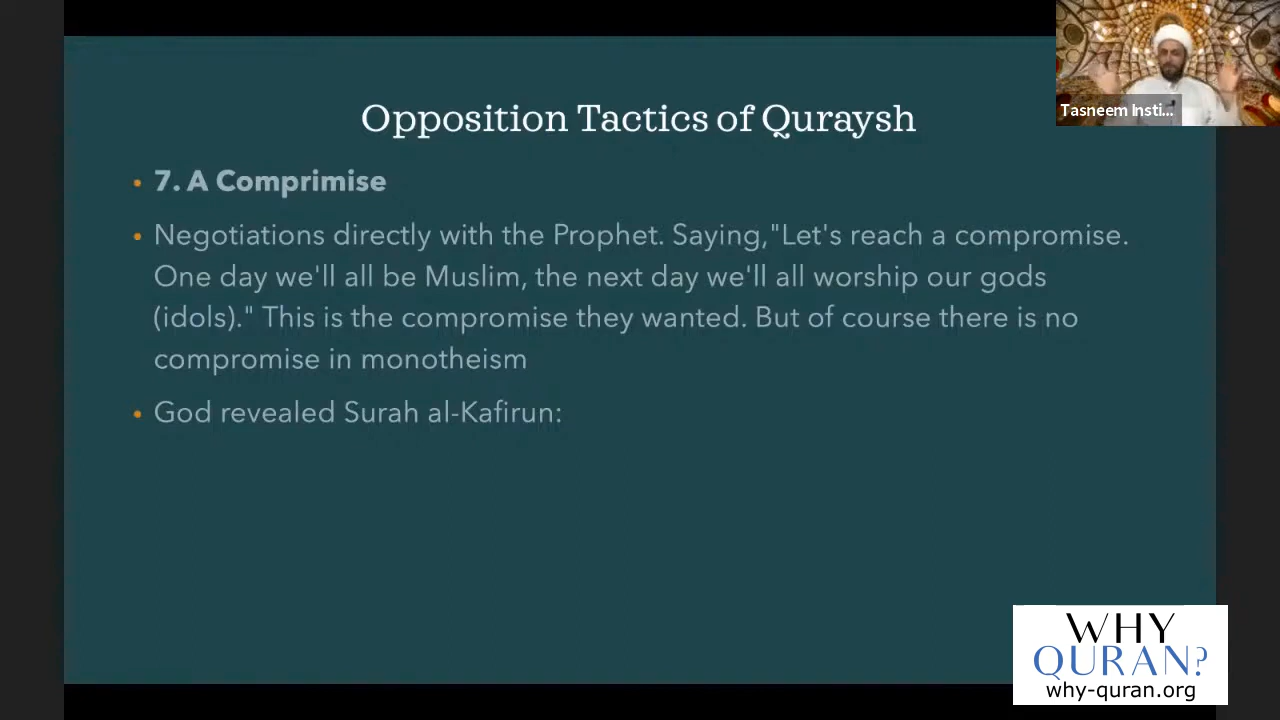 Tasneem Insti...
Opposition Tactics of Quraysh
• 7. A Comprimise
• Negotiations directly with the Prophet. Saying,"Let's reach a compromise.
One day we'll all be Muslim, the next day we'll all worship our gods
(idols)." This is the compromise they wanted. But of course there is no
compromise in monotheism
• God revealed Surah al-Kafirun:
WHY
QURAN?
why-quran.org